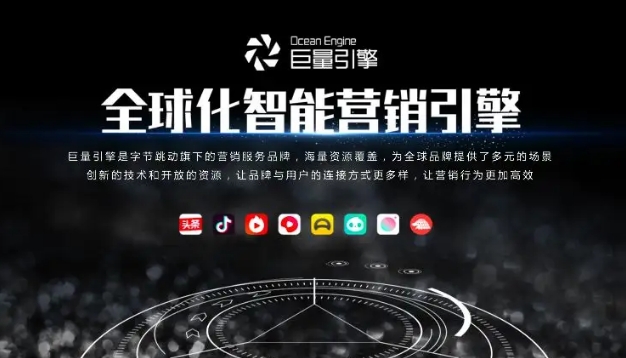 Ocean Engine
巨量引擎
全球化智能营销引擎
巨量引擎是字节跳动旗下的营销服务品牌，海量资源覆盖，为全球品牌提供了多元的场景
创新的技术和开放的资源，让品牌与用户的连接方式更多样，让营销行为更加高效
头条